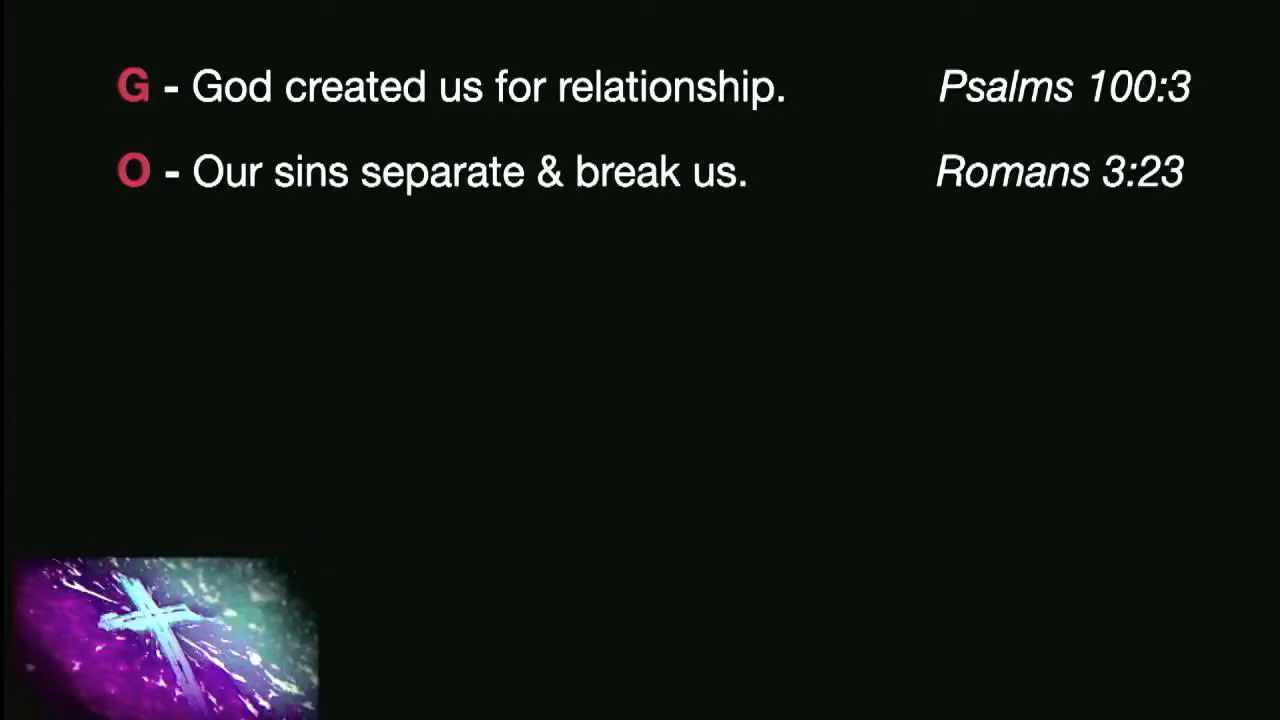 G - God created us for relationship. Psalms 100:3
O - Our sins separate & break us. Romans 3:23